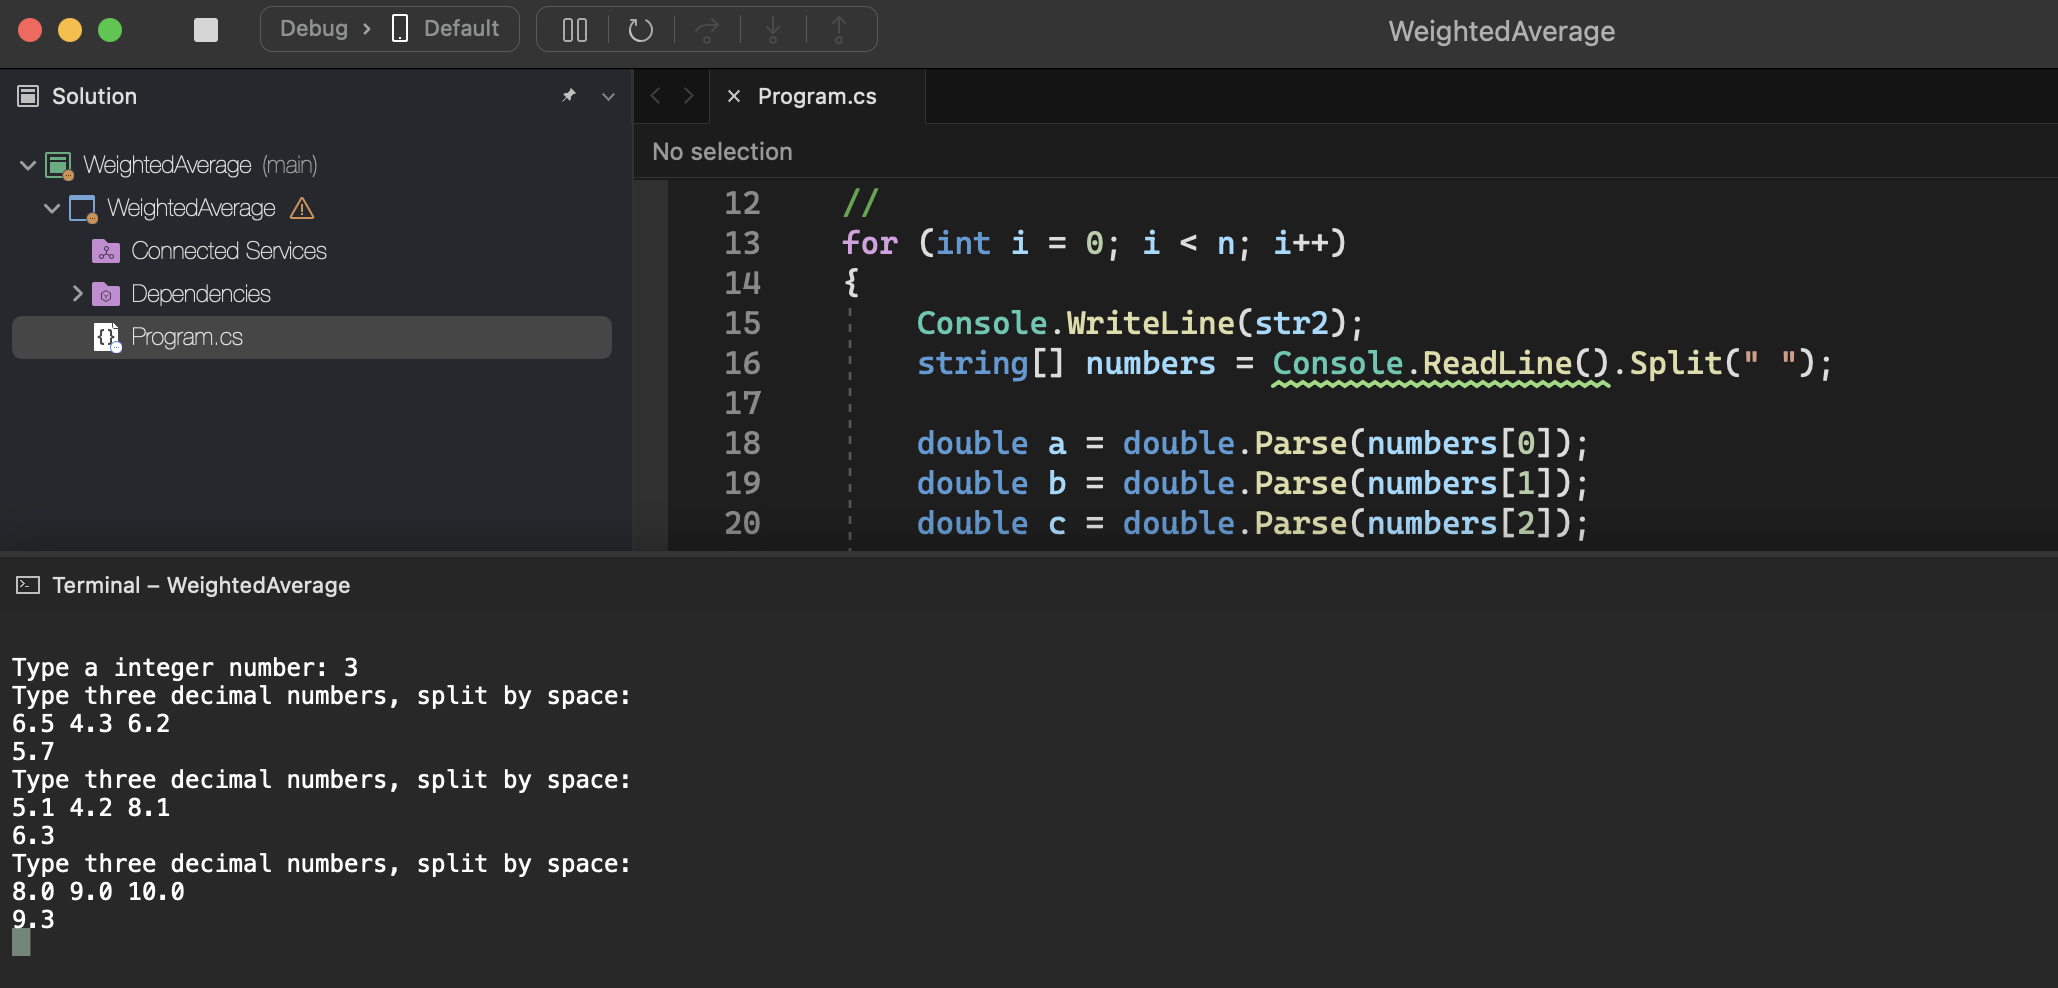 Debug › Default
WeightedAverage
Solution
Program.cs
No selection
WeightedAverage (main)
WeightedAverage
Connected Services
Dependencies
Program.cs
12 //
13 for (int i = 0; i < n; i++)
14 {
15 Console.WriteLine(str2);
16 string[] numbers = Console.ReadLine().Split(" ");
17
18 double a = double.Parse(numbers[0]);
19 double b = double.Parse(numbers[1]);
20 double c = double.Parse(numbers[2]);
Terminal – WeightedAverage
Type a integer number: 3
Type three decimal numbers, split by space:
6.5 4.3 6.2
5.7
Type three decimal numbers, split by space:
5.1 4.2 8.1
6.3
Type three decimal numbers, split by space:
8.0 9.0 10.0
9.3